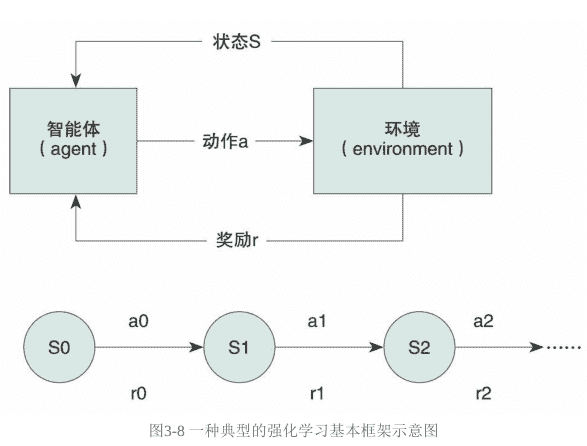 状态S
智能体
（agent）
动作a
环境
（environment）
奖励r
a0
a1
a2
S0
S1
S2
······
r0
r1
r2
图3-8 一种典型的强化学习基本框架示意图